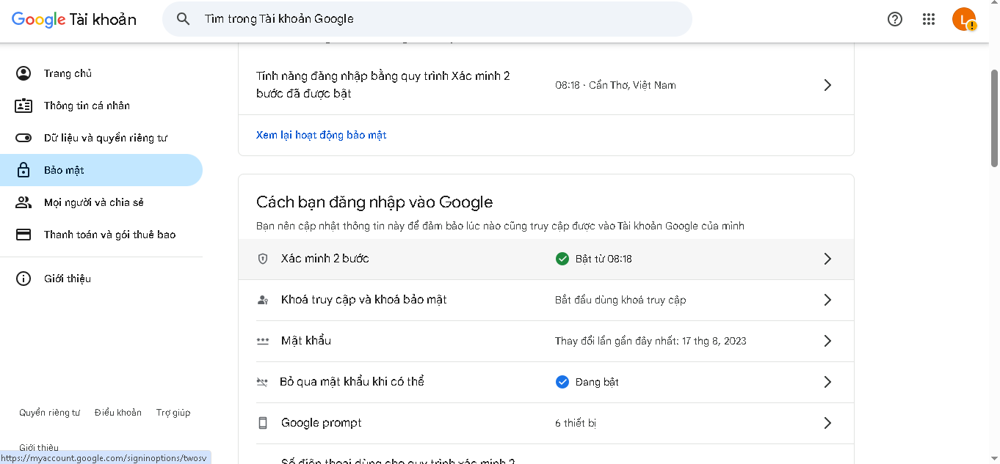 Google Tài khoản
Tìm trong Tài khoản Google
L
Trang chủ
Thông tin cá nhân
Dữ liệu và quyền riêng tư
Bảo mật
Mọi người và chia sẻ
Thanh toán và gói thuê bao
Giới thiệu
Quyền riêng tư Điều khoản Trợ giúp
Giới thiệu
https://myaccount.google.com/signinoptions/twosv
Tính năng đăng nhập bằng quy trình Xác minh 2
bước đã được bật
08:18 · Cần Thơ, Việt Nam
Xem lại hoạt động bảo mật
Cách bạn đăng nhập vào Google
Bạn nên cập nhật thông tin này để đảm bảo lúc nào cũng truy cập được vào Tài khoản Google của mình
Xác minh 2 bước Bật từ 08:18
Khoá truy cập và khoá bảo mật Bắt đầu dùng khoá truy cập
Mật khẩu Thay đổi lần gần đây nhất: 17 thg 8, 2023
Bỏ qua mật khẩu khi có thể Đang bật
Google prompt 6 thiết bị
Số điện thoại dùng cho quy trình xác minh 2